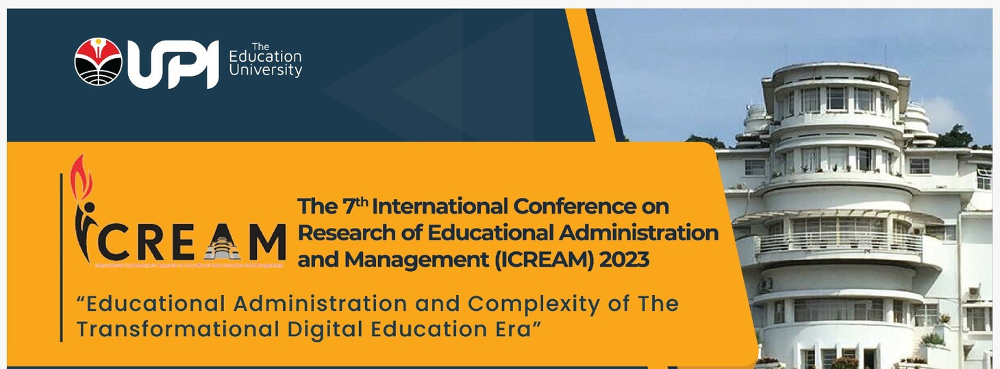 UPI
The
Education
University
iCREAM
The 7th International Conference on
Research of Educational Administration
and Management (ICREAM) 2023
“Educational Administration and Complexity of The
Transformational Digital Education Era”